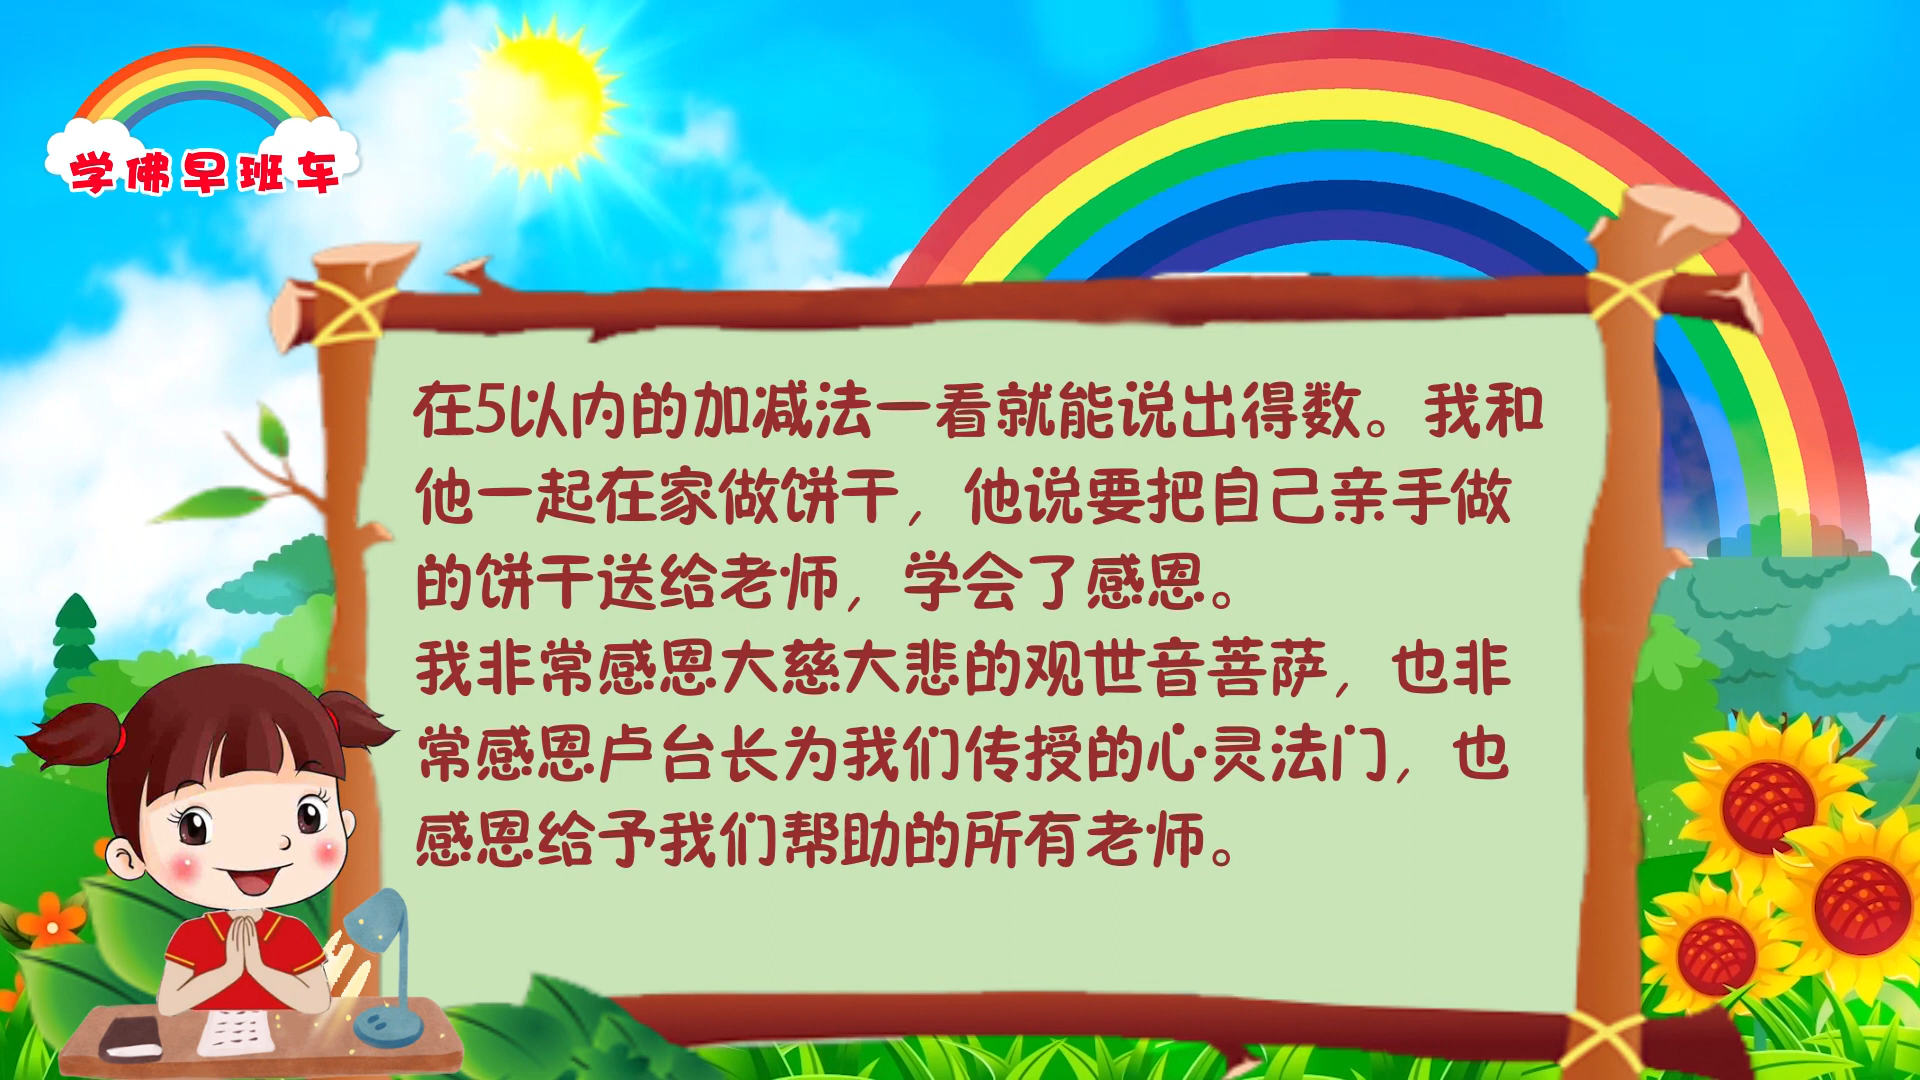 学佛早班车
在5以内的加减法一看就能说出得数。我和
他一起在家做饼干，他说要把自己亲手做
的饼干送给老师，学会了感恩。
我非常感恩大慈大悲的观世音菩萨，也非
常感恩卢台长为我们传授的心灵法门，也
感恩给予我们帮助的所有老师。